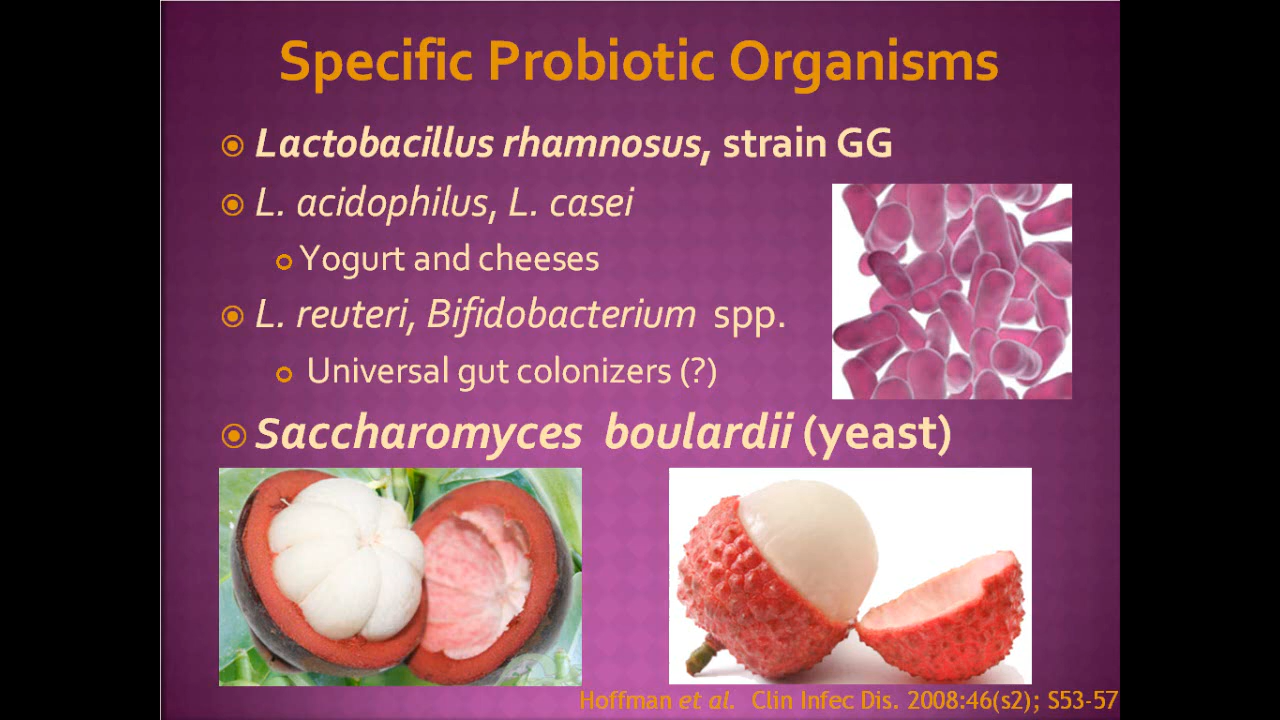 Specific Probiotic Organisms
Lactobacillus rhamnosus, strain GG
L. acidophilus, L. casei
Yogurt and cheeses
L. reuteri, Bifidobacterium spp.
Universal gut colonizers (?)
Saccharomyces boulardii (yeast)
Hoffman et al. Clin Infec Dis. 2008:46(s2); S53-57